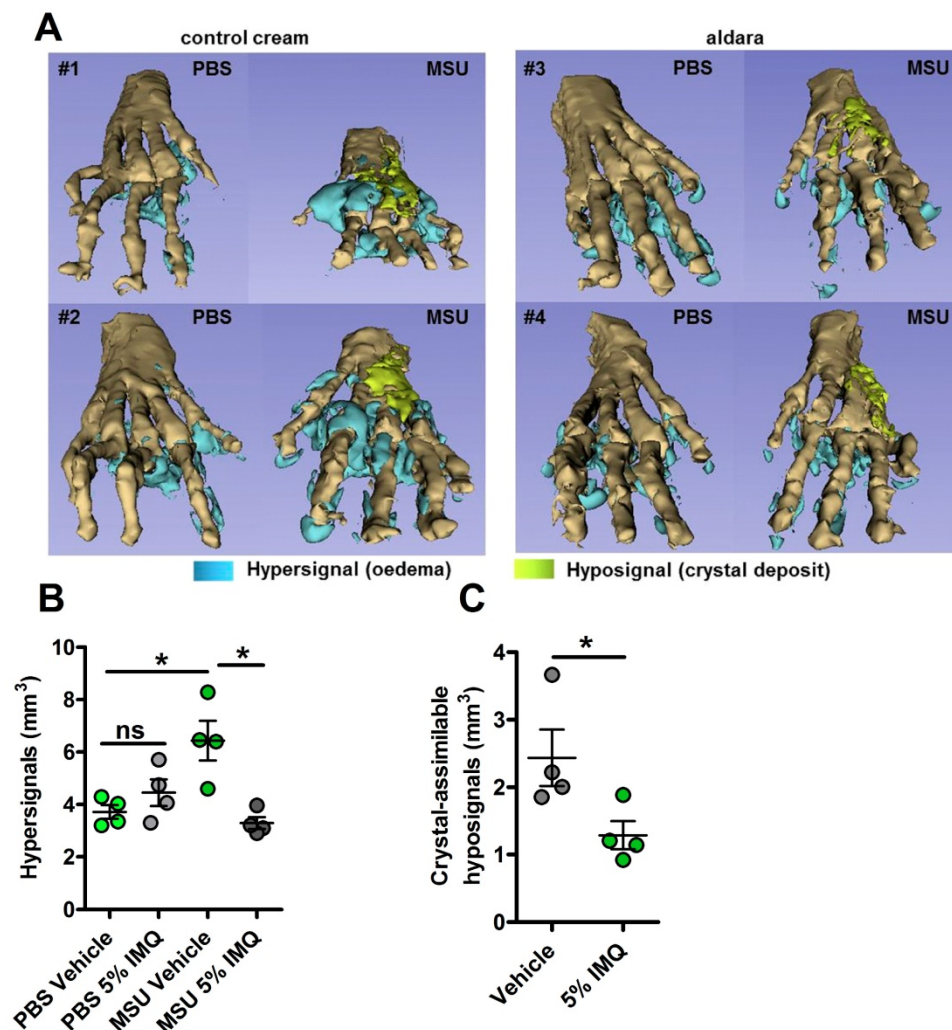 A
control cream
aldara
#1 PBS MSU
#3 PBS MSU
#2 PBS MSU
#4 PBS MSU
Hypersignal (oedema)
Hyposignal (crystal deposit)
B
Hypersignals (mm³)
10
8
6
4
2
0
*
*
ns
PBS Vehicle
PBS 5% IMQ
MSU Vehicle
MSU 5% IMQ
C
Crystal-assimilable
hyposignals (mm³)
4
3
2
1
0
*
Vehicle
5% IMQ